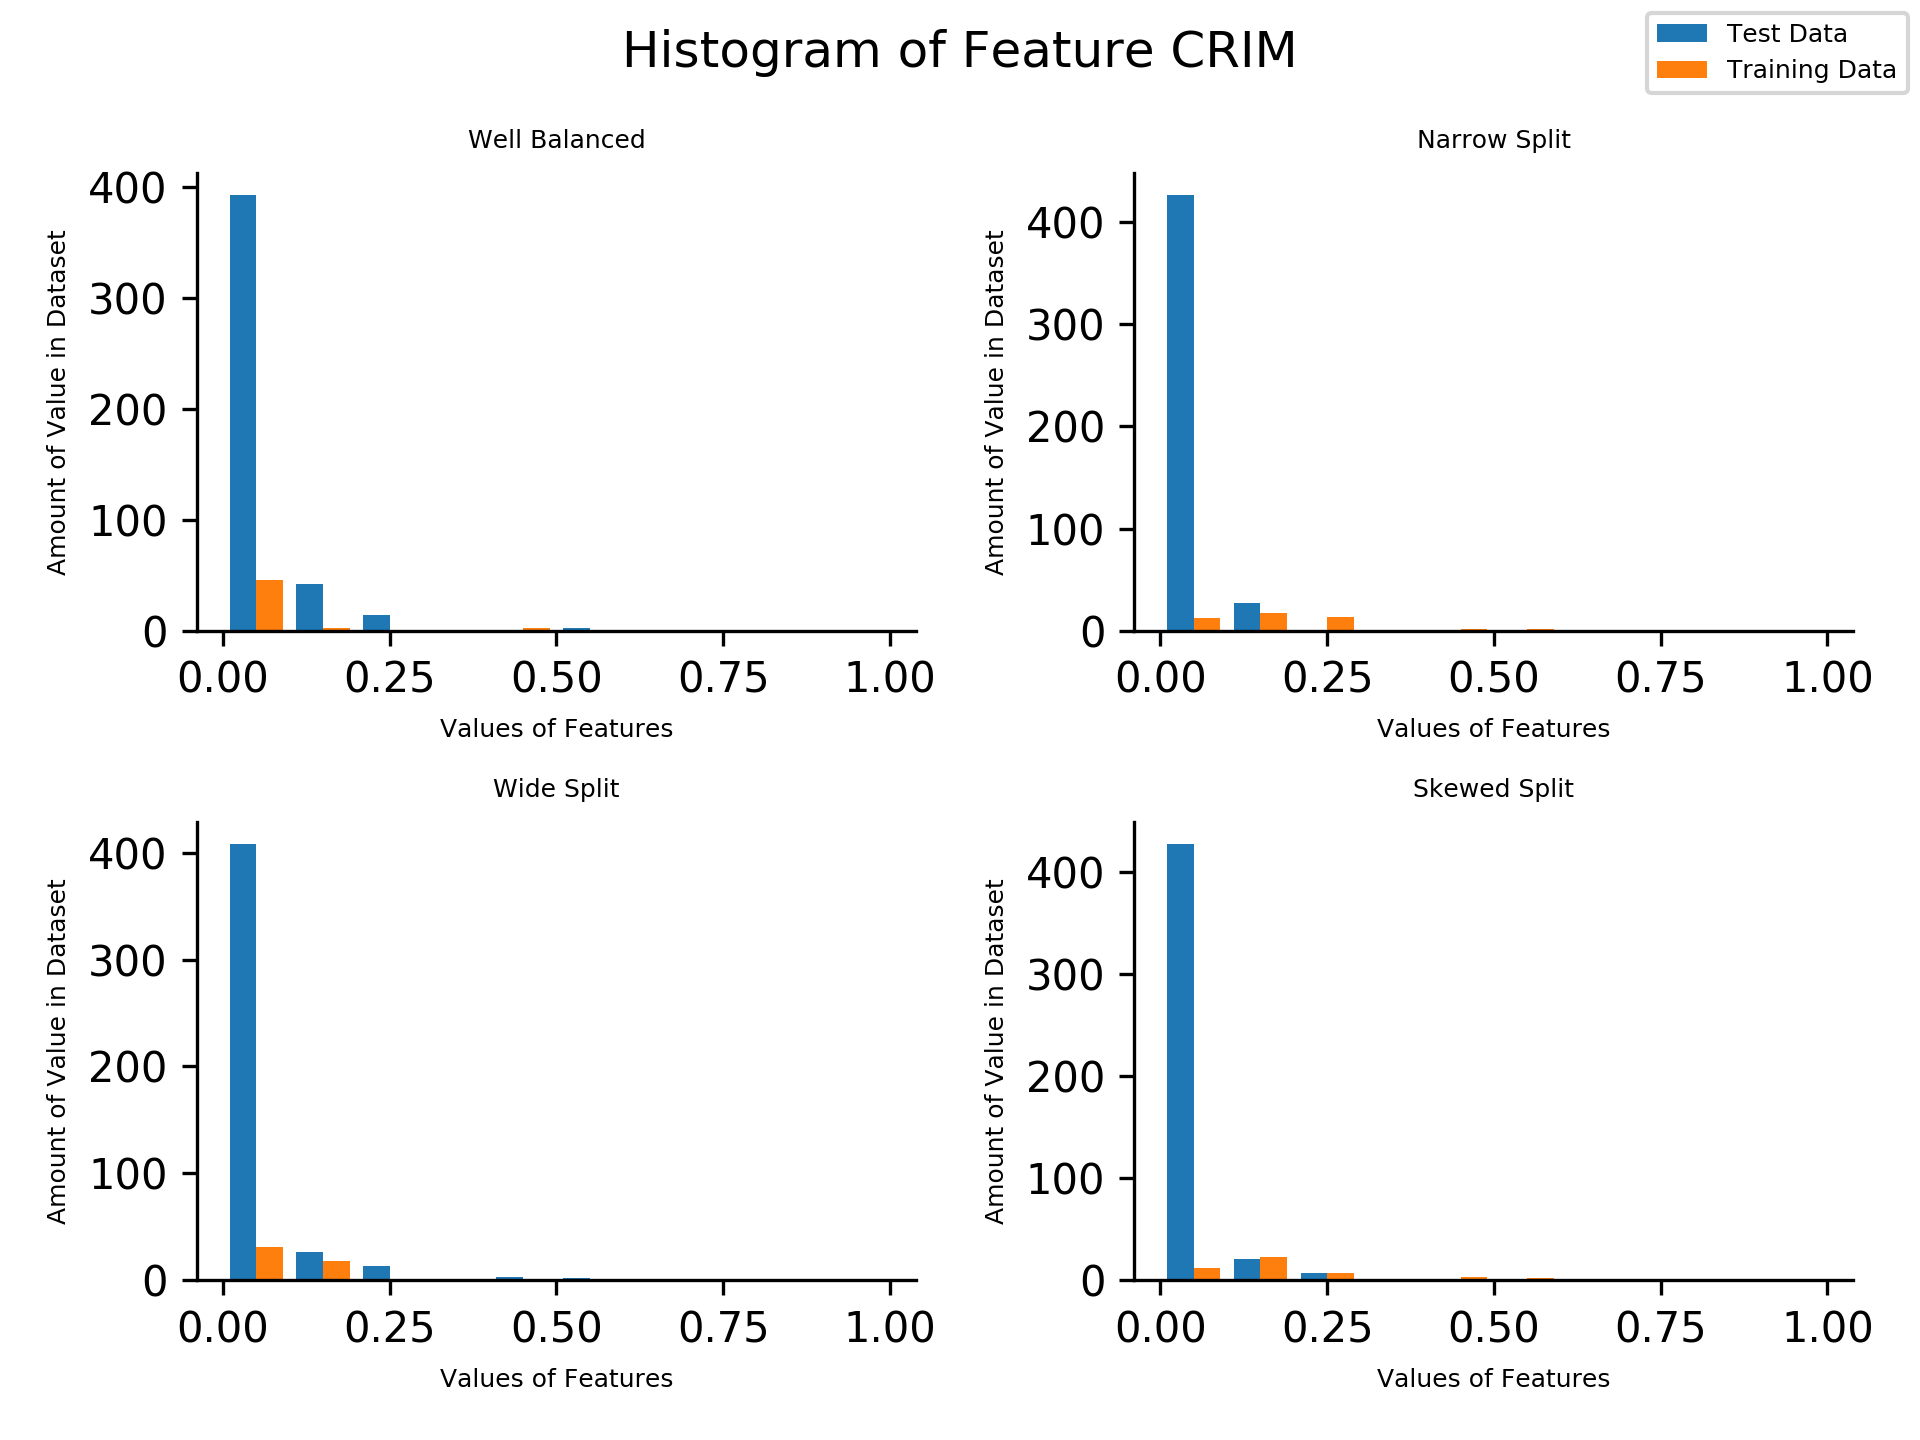 Histogram of Feature CRIM
Test Data
Training Data
Well Balanced
Amount of Value in Dataset
400
300
200
100
0
0.00 0.25 0.50 0.75 1.00
Values of Features
Narrow Split
Amount of Value in Dataset
400
300
200
100
0
0.00 0.25 0.50 0.75 1.00
Values of Features
Wide Split
Amount of Value in Dataset
400
300
200
100
0
0.00 0.25 0.50 0.75 1.00
Values of Features
Skewed Split
Amount of Value in Dataset
400
300
200
100
0
0.00 0.25 0.50 0.75 1.00
Values of Features